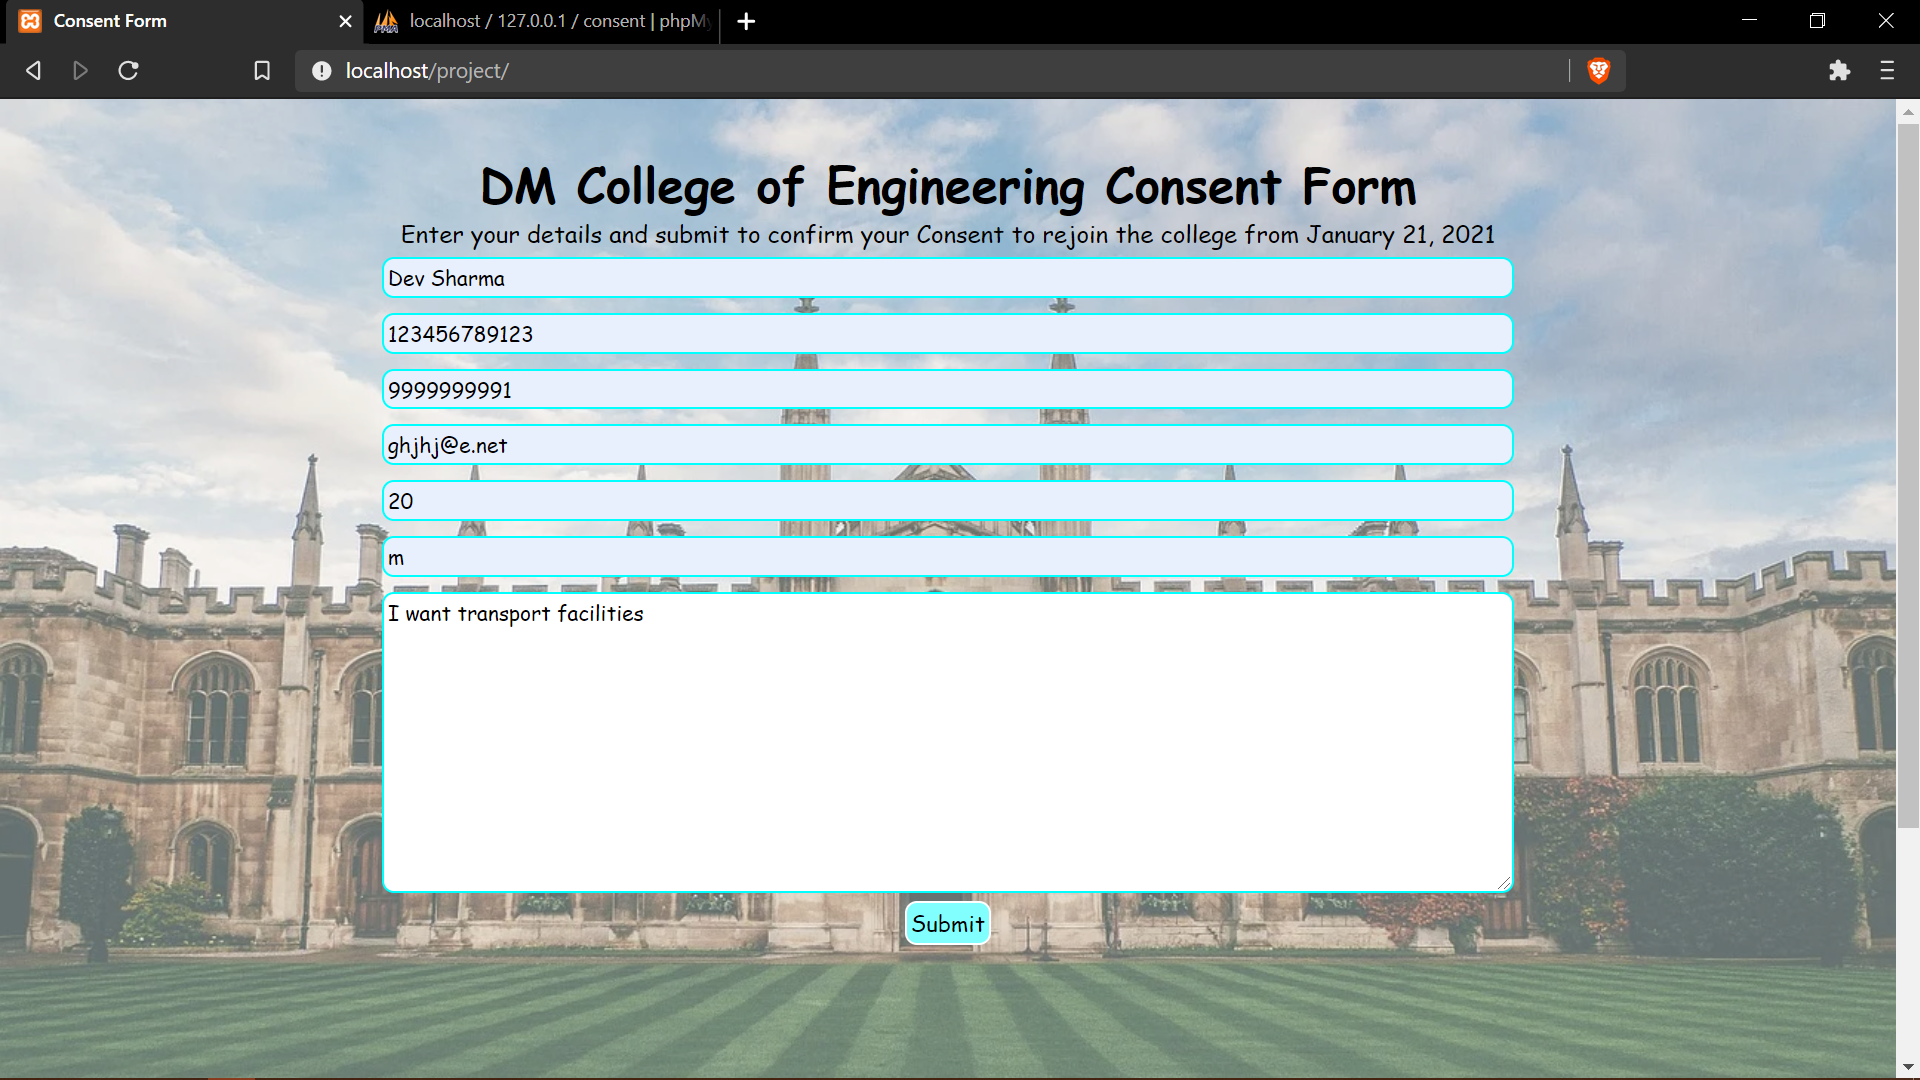 Consent Form
localhost / 127.0.0.1 / consent | phpMy
localhost/project/
DM College of Engineering Consent Form
Enter your details and submit to confirm your Consent to rejoin the college from January 21, 2021
Dev Sharma
123456789123
9999999991
ghjhj@e.net
20
m
I want transport facilities
Submit